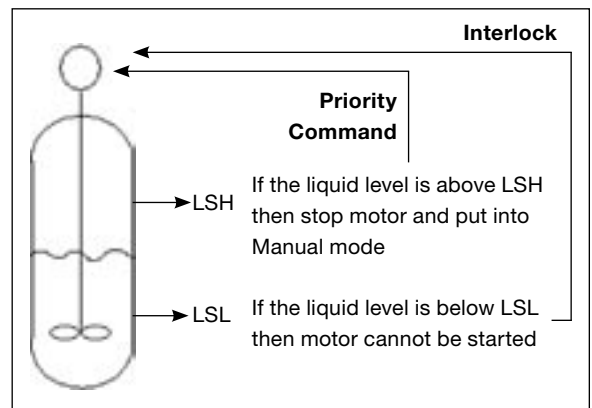 Interlock
Priority
Command
LSH
If the liquid level is above LSH
then stop motor and put into
Manual mode
LSL
If the liquid level is below LSL
then motor cannot be started